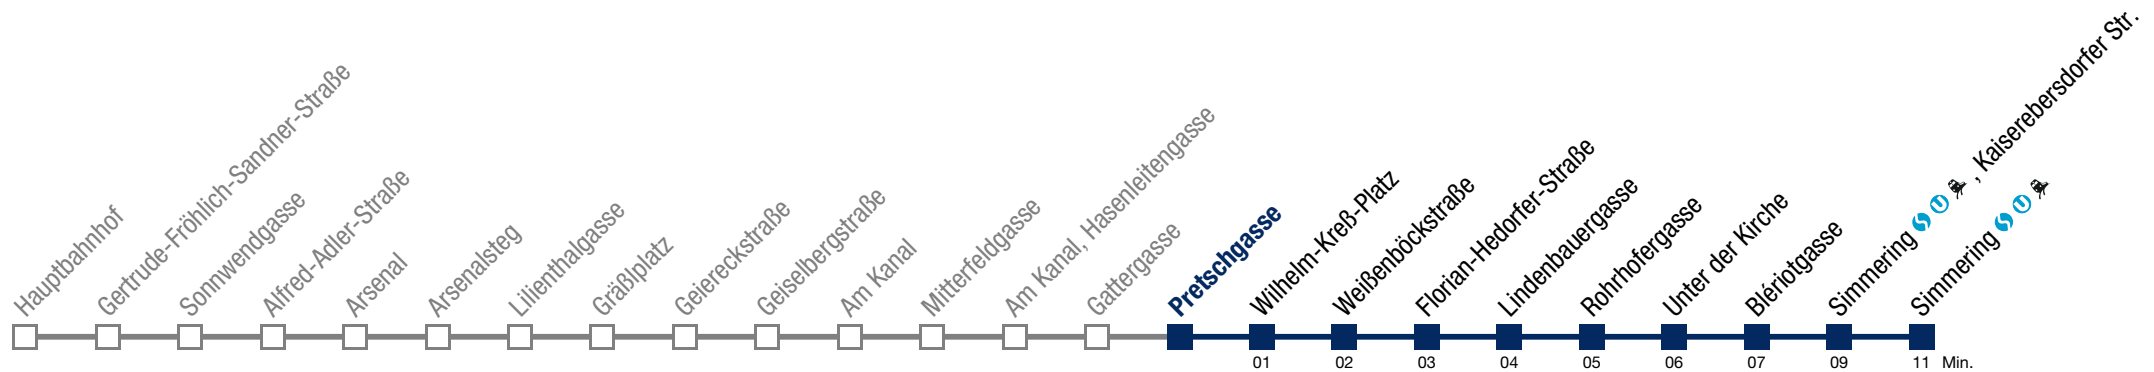 Hauptbahnhof
Gertrude-Fröhlich-Sandner-Straße
Sonnwendgasse
Alfred-Adler-Straße
Arsenal
Arsenalsteg
Lilienthalgasse
Gräßlplatz
Geiereckstraße
Geiselbergstraße
Am Kanal
Mitterfeldgasse
Am Kanal, Hasenleitengasse
Gattergasse
Pretschgasse
Wilhelm-Kreß-Platz
Weißenböckstraße
Florian-Hedorfer-Straße
Lindenbauergasse
Rohrhofergasse
Unter der Kirche
Blériotgasse
Simmering S U , Kaiserebersdorfer Str.
Simmering S U
01 02 03 04 05 06 07 09 11 Min.